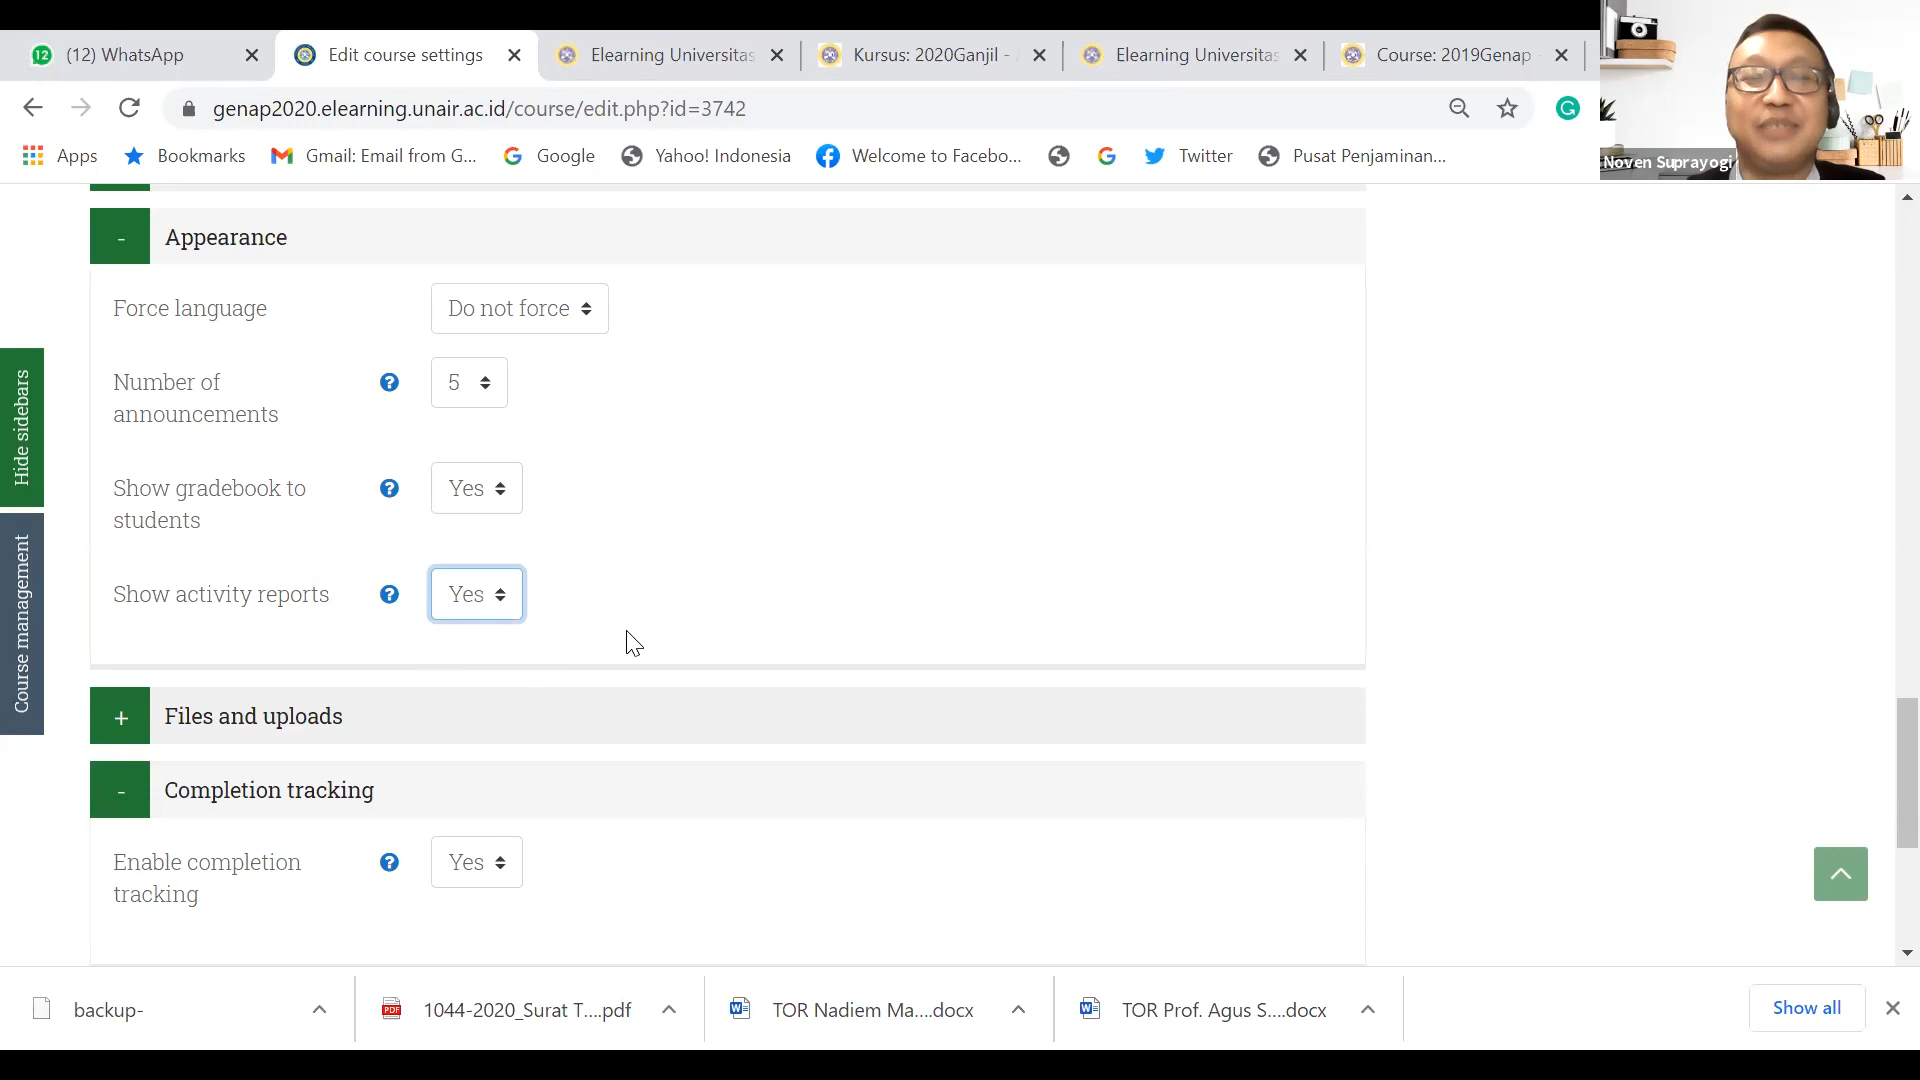 12
(12) WhatsApp
Edit course settings
Elearning Universitas
Kursus: 2020Ganjil -
Elearning Universitas
Course: 2019Genap -
genap2020.elearning.unair.ac.id/course/edit.php?id=3742
Apps
Bookmarks
Gmail: Email from G...
Google
Yahoo! Indonesia
Welcome to Facebo...
Twitter
Pusat Penjaminan...
Noven Suprayogi
- Appearance
Force language
Do not force
Number of
announcements
5
Show gradebook to
students
Yes
Show activity reports
Yes
+ Files and uploads
- Completion tracking
Enable completion
tracking
Yes
Hide sidebars
Course management
backup-
PDF
1044-2020_Surat T....pdf
TOR Nadiem Ma....docx
TOR Prof. Agus S....docx
Show all